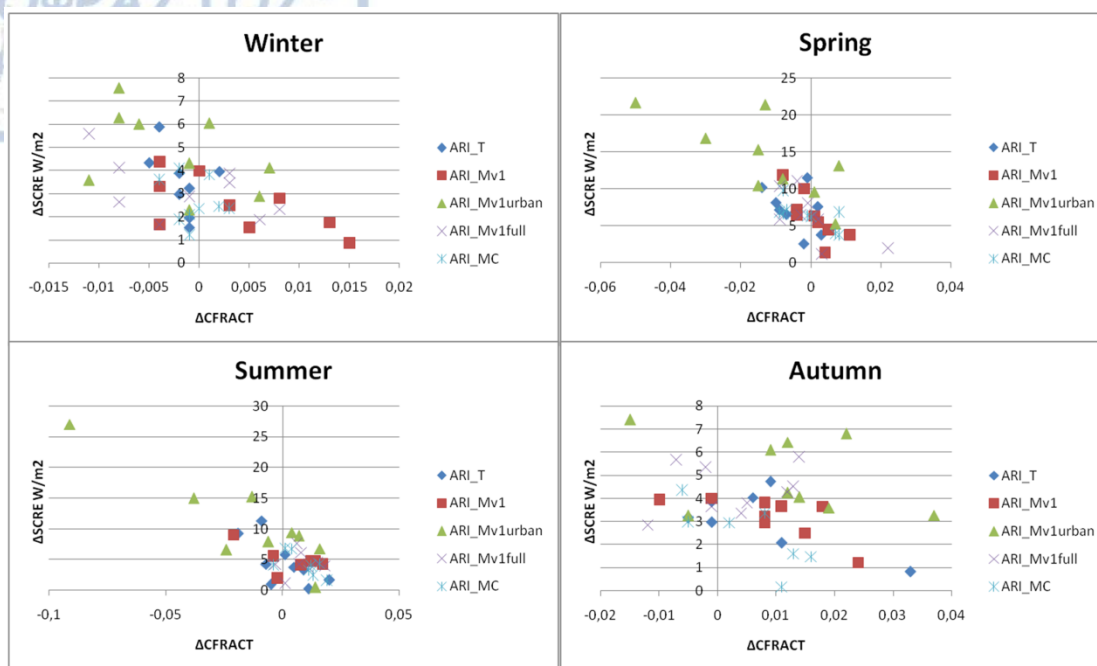 Winter
ΔSCRE W/m2
8
7
6
5
4
3
2
1
0
-0,015 -0,01 -0,005 0 0,005 0,01 0,015 0,02
ΔCFRACT
ARI_T
ARI_Mv1
ARI_Mv1urban
ARI_Mv1full
ARI_MC
Spring
ΔSCRE W/m2
25
20
15
10
5
0
-0,06 -0,04 -0,02 0 0,02 0,04
ΔCFRACT
ARI_T
ARI_Mv1
ARI_Mv1urban
ARI_Mv1full
ARI_MC
Summer
ΔSCRE W/m2
30
25
20
15
10
5
0
-0,1 -0,05 0 0,05
ΔCFRACT
ARI_T
ARI_Mv1
ARI_Mv1urban
ARI_Mv1full
ARI_MC
Autumn
ΔSCRE W/m2
8
7
6
5
4
3
2
1
0
-0,02 -0,01 0 0,01 0,02 0,03 0,04
ΔCFRACT
ARI_T
ARI_Mv1
ARI_Mv1urban
ARI_Mv1full
ARI_MC